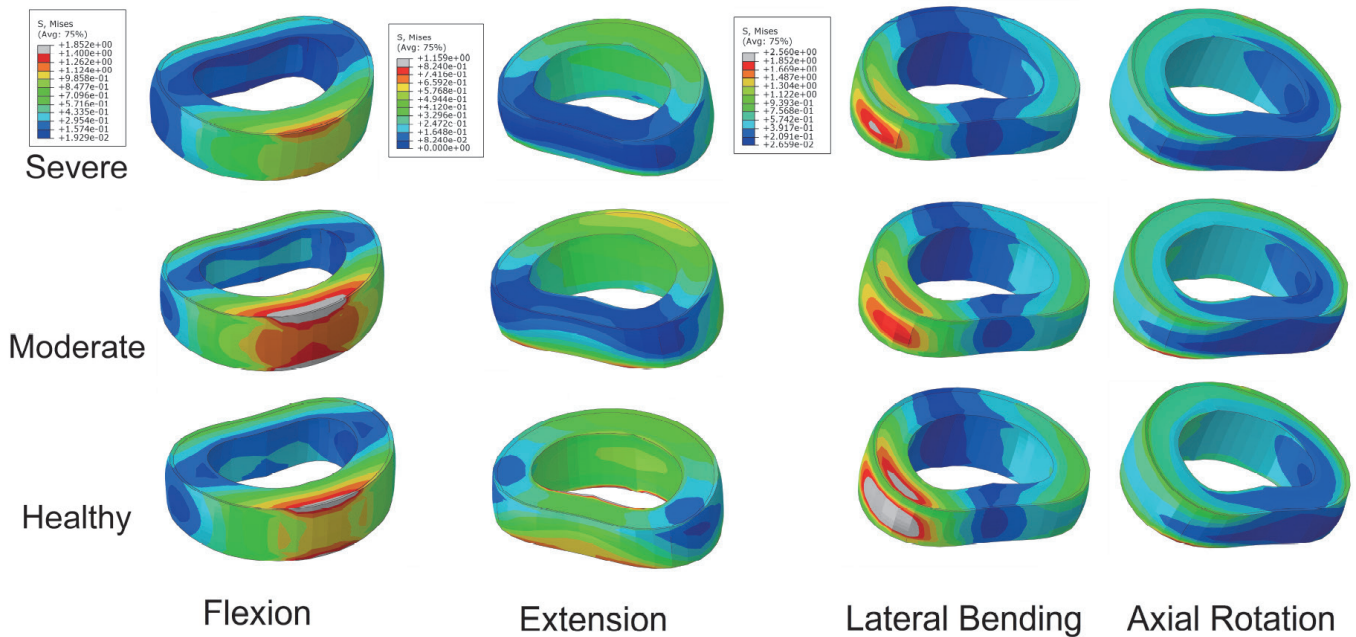 S, Mises
(Avg: 75%)
+1.852e+00
+1.400e+00
+1.262e+00
+1.124e+00
+9.858e-01
+8.477e-01
+7.096e-01
+5.716e-01
+4.335e-01
+2.954e-01
+1.574e-01
+1.929e-02
S, Mises
(Avg: 75%)
+1.159e+00
+8.240e-01
+7.416e-01
+6.592e-01
+5.768e-01
+4.944e-01
+4.120e-01
+3.296e-01
+2.472e-01
+1.648e-01
+8.240e-02
+0.000e+00
S, Mises
(Avg: 75%)
+2.560e+00
+1.852e+00
+1.669e+00
+1.487e+00
+1.304e+00
+1.122e+00
+9.393e-01
+7.568e-01
+5.742e-01
+3.917e-01
+2.091e-01
+2.659e-02
Severe
Moderate
Healthy
Flexion
Extension
Lateral Bending
Axial Rotation